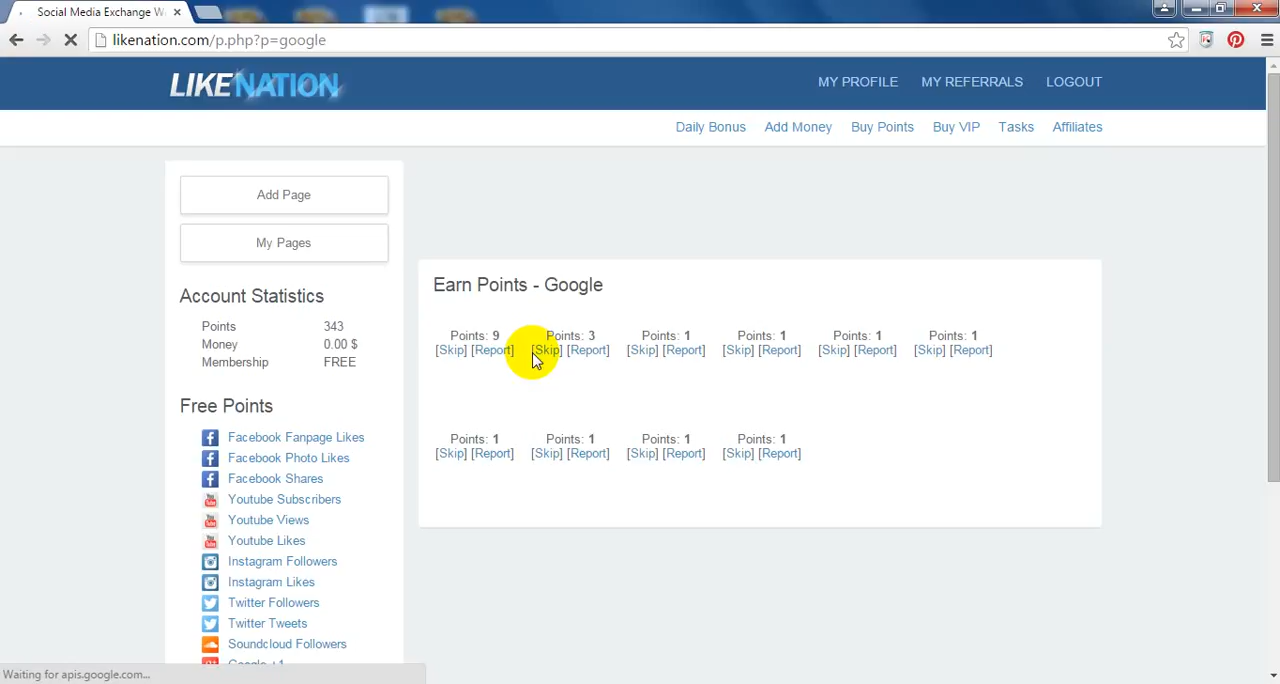 Social Media Exchange W
likenation.com/p.php?p=google
LIKENATION
MY PROFILE MY REFERRALS LOGOUT
Daily Bonus Add Money Buy Points Buy VIP Tasks Affiliates
Add Page
My Pages
Account Statistics
Points 343
Money 0.00 $
Membership FREE
Free Points
Facebook Fanpage Likes
Facebook Photo Likes
Facebook Shares
Youtube Subscribers
Youtube Views
Youtube Likes
Instagram Followers
Instagram Likes
Twitter Followers
Twitter Tweets
Soundcloud Followers
Google +1
Earn Points - Google
Points: 9 Points: 3 Points: 1 Points: 1 Points: 1 Points: 1
[Skip] [Report] [Skip] [Report] [Skip] [Report] [Skip] [Report] [Skip] [Report] [Skip] [Report]
Points: 1 Points: 1 Points: 1 Points: 1
[Skip] [Report] [Skip] [Report] [Skip] [Report] [Skip] [Report]
Waiting for apis.google.com...